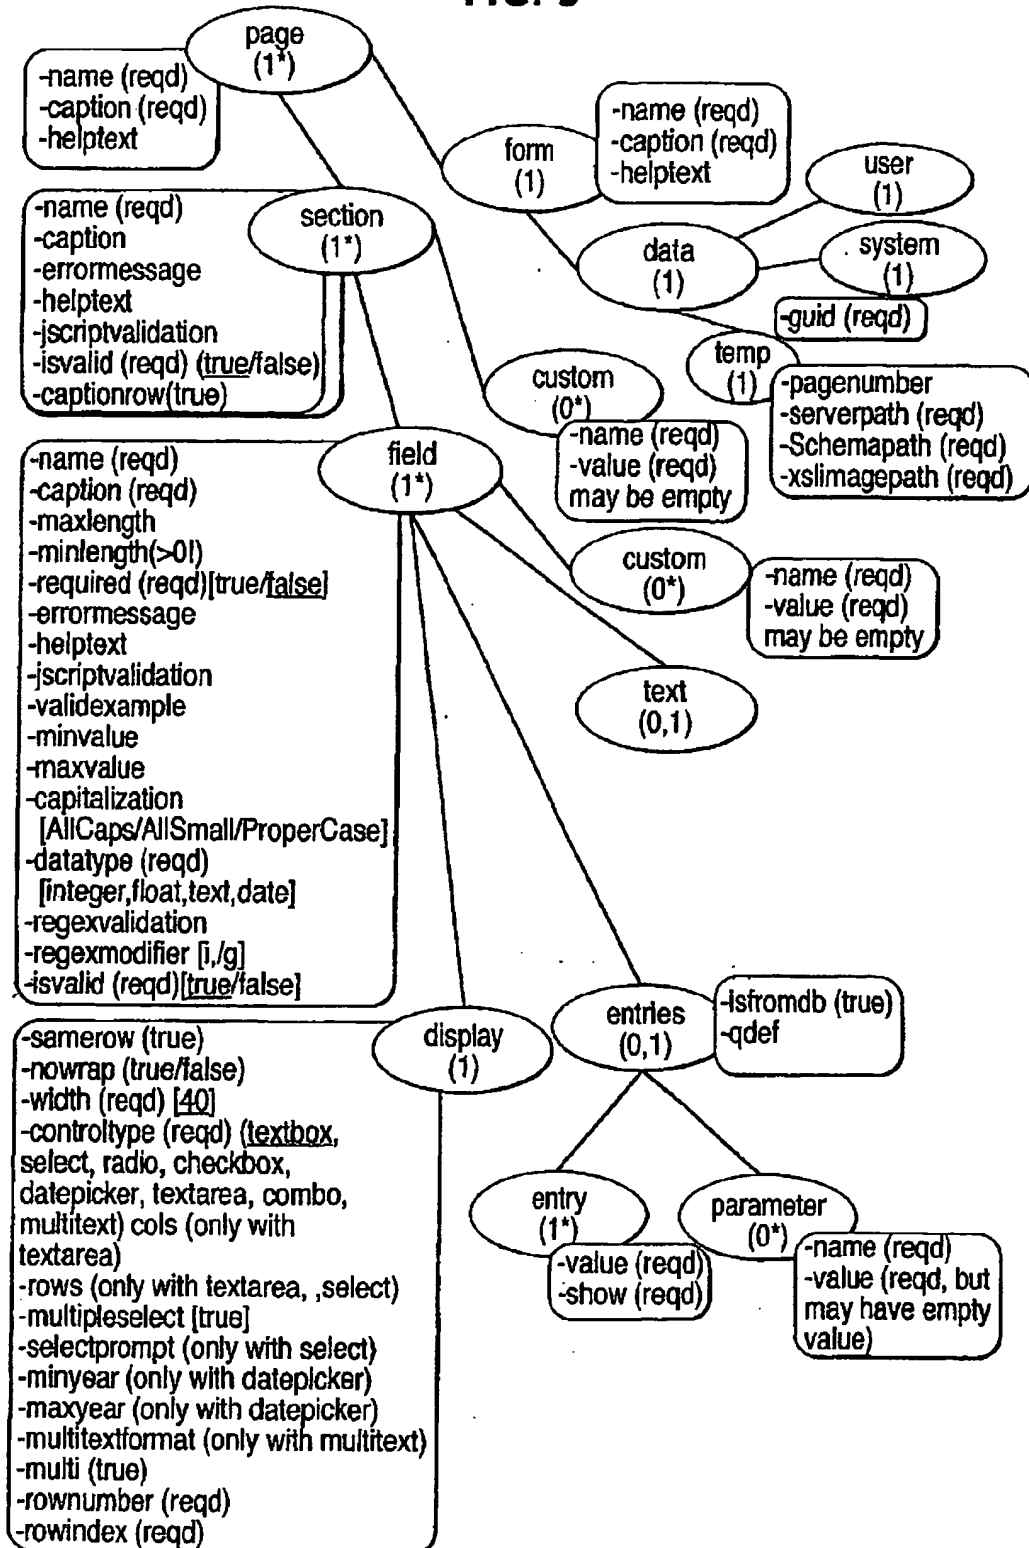 page
(1*)
-name (reqd)
-caption (reqd)
-helptext
form
(1)
-name (reqd)
-caption (reqd)
-helptext
user
(1)
data
(1)
system
(1)
-guid (reqd)
temp
(1)
-pagenumber
-serverpath (reqd)
-Schemapath (reqd)
-xslimagepath (reqd)
section
(1*)
-name (reqd)
-caption
-errormessage
-helptext
-jscriptvalidation
-isvalid (reqd) (true/false)
-captionrow(true)
custom
(0*)
-name (reqd)
-value (reqd)
may be empty
field
(1*)
-name (reqd)
-caption (reqd)
-maxlength
-minlength(>0!)
-required (reqd)[true/false]
-errormessage
-helptext
-jscriptvalidation
-validexample
-minvalue
-maxvalue
-capitalization
[AllCaps/AllSmall/ProperCase]
-datatype (reqd)
[integer,float,text,date]
-regexvalidation
-regexmodifier [i,/g]
-isvalid (reqd)[true/false]
custom
(0*)
-name (reqd)
-value (reqd)
may be empty
text
(0,1)
display
(1)
-samerow (true)
-nowrap (true/false)
-width (reqd) [40]
-controltype (reqd) (textbox,
select, radio, checkbox,
datepicker, textarea, combo,
multitext) cols (only with
textarea)
-rows (only with textarea, ,select)
-multipleselect [true]
-selectprompt (only with select)
-minyear (only with datepicker)
-maxyear (only with datepicker)
-multitextformat (only with multitext)
-multi (true)
-rownumber (reqd)
-rowindex (reqd)
entries
(0,1)
-isfromdb (true)
-qdef
entry
(1*)
-value (reqd)
-show (reqd)
parameter
(0*)
-name (reqd)
-value (reqd, but
may have empty
value)